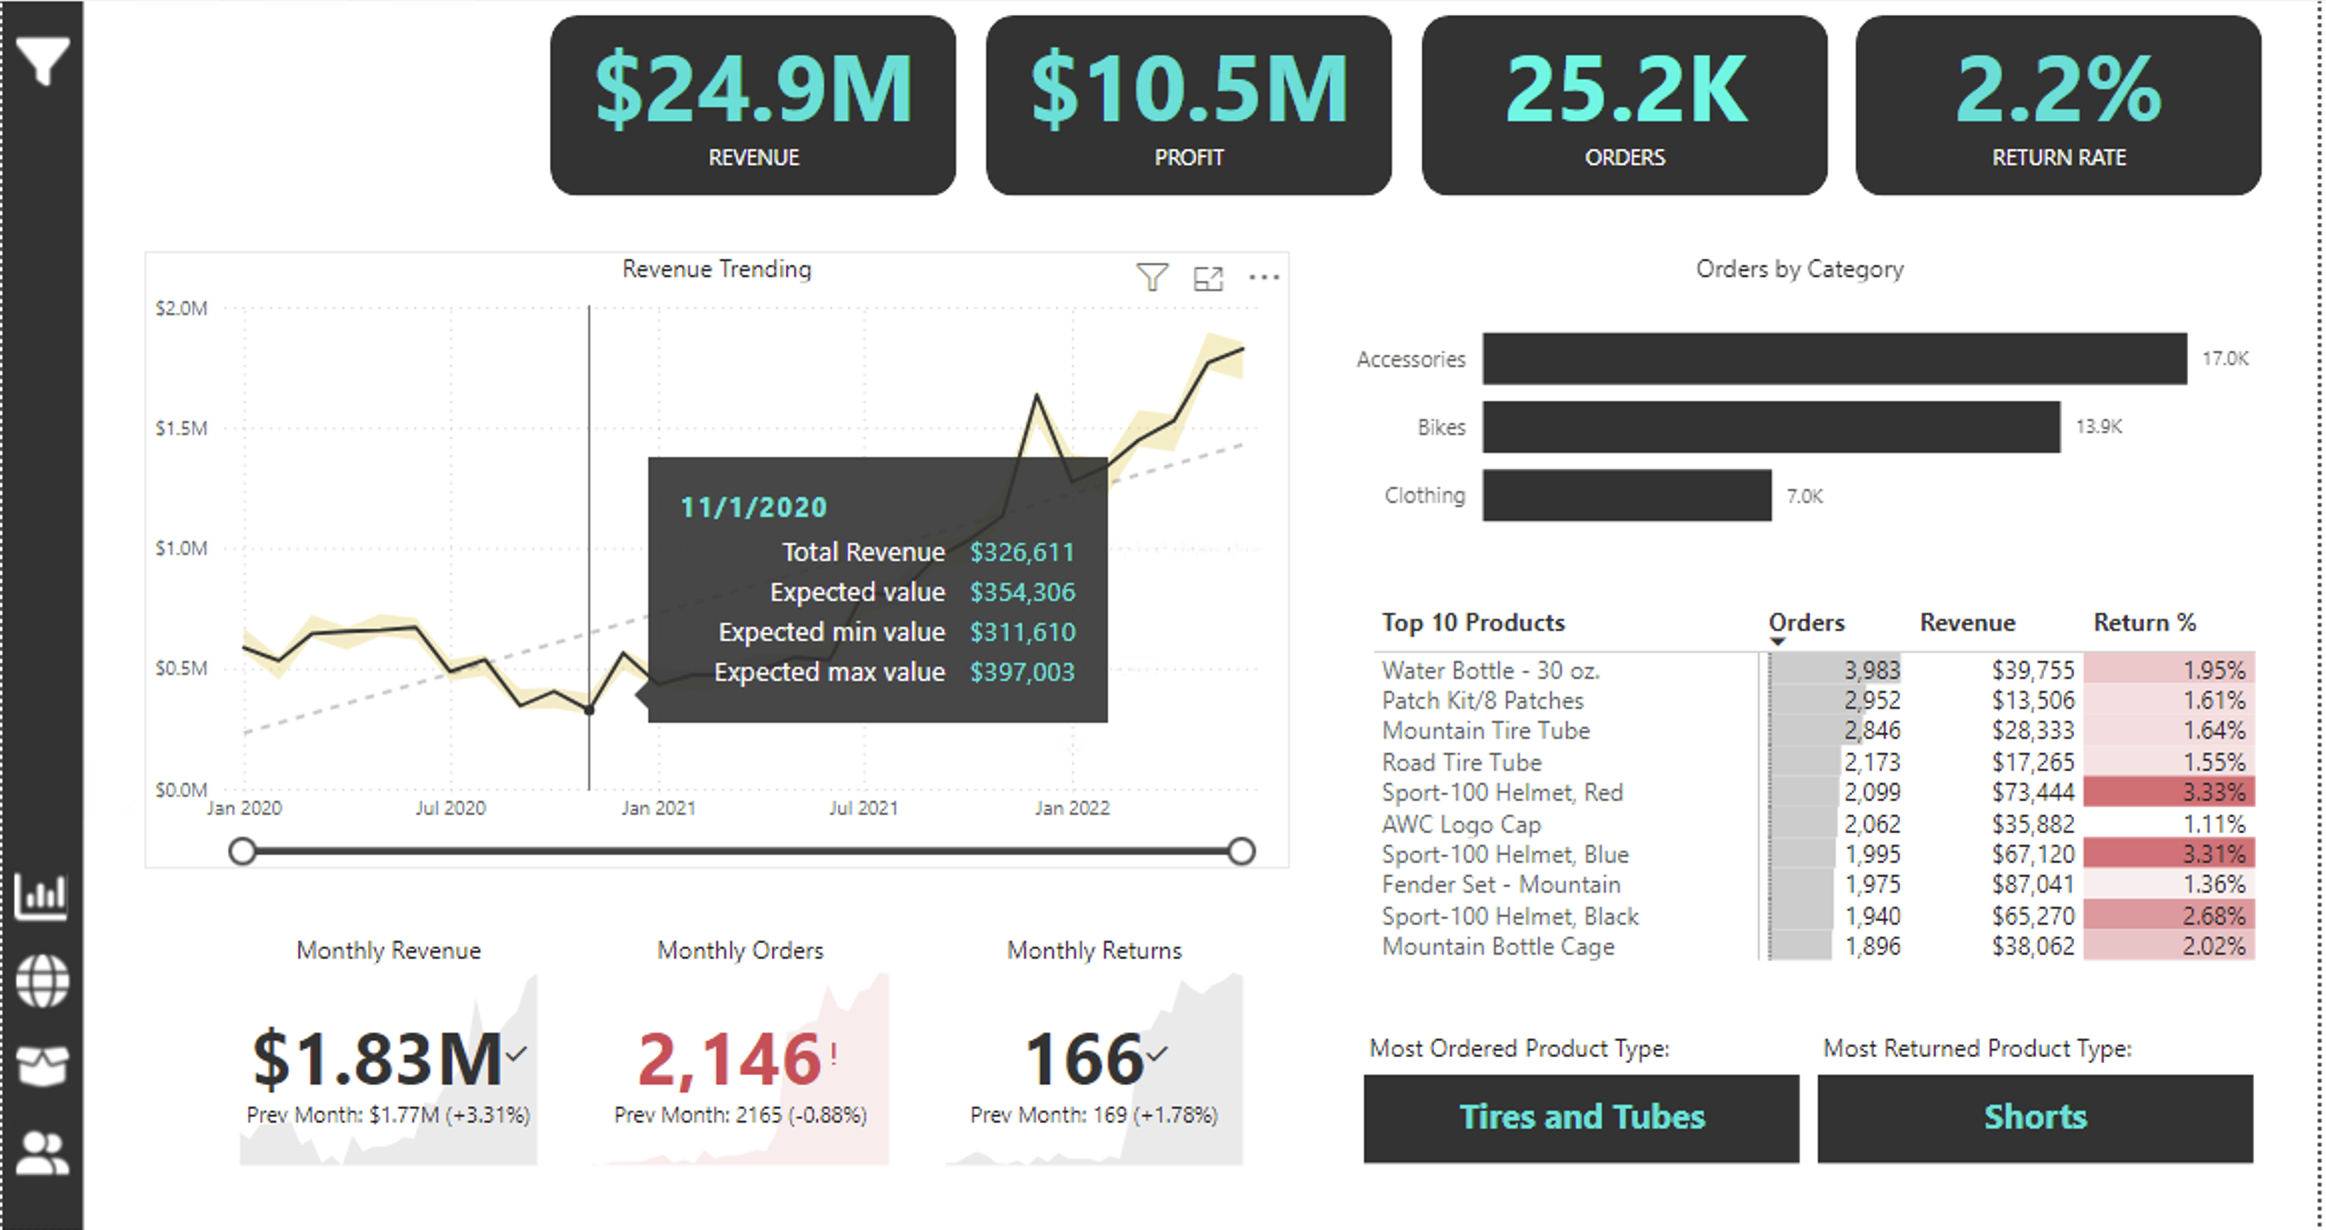 $24.9M
REVENUE
$10.5M
PROFIT
25.2K
ORDERS
2.2%
RETURN RATE
Revenue Trending
$2.0M
$1.5M
$1.0M
$0.5M
$0.0M
Jan 2020 Jul 2020 Jan 2021 Jul 2021 Jan 2022
11/1/2020
Total Revenue $326,611
Expected value $354,306
Expected min value $311,610
Expected max value $397,003
Orders by Category
Accessories 17.0K
Bikes 13.9K
Clothing 7.0K
Top 10 Products Orders Revenue Return %
Water Bottle - 30 oz. 3,983 $39,755 1.95%
Patch Kit/8 Patches 2,952 $13,506 1.61%
Mountain Tire Tube 2,846 $28,333 1.64%
Road Tire Tube 2,173 $17,265 1.55%
Sport-100 Helmet, Red 2,099 $73,444 3.33%
AWC Logo Cap 2,062 $35,882 1.11%
Sport-100 Helmet, Blue 1,995 $67,120 3.31%
Fender Set - Mountain 1,975 $87,041 1.36%
Sport-100 Helmet, Black 1,940 $65,270 2.68%
Mountain Bottle Cage 1,896 $38,062 2.02%
Monthly Revenue
$1.83M
Prev Month: $1.77M (+3.31%)
Monthly Orders
2,146!
Prev Month: 2165 (-0.88%)
Monthly Returns
166
Prev Month: 169 (+1.78%)
Most Ordered Product Type:
Tires and Tubes
Most Returned Product Type:
Shorts